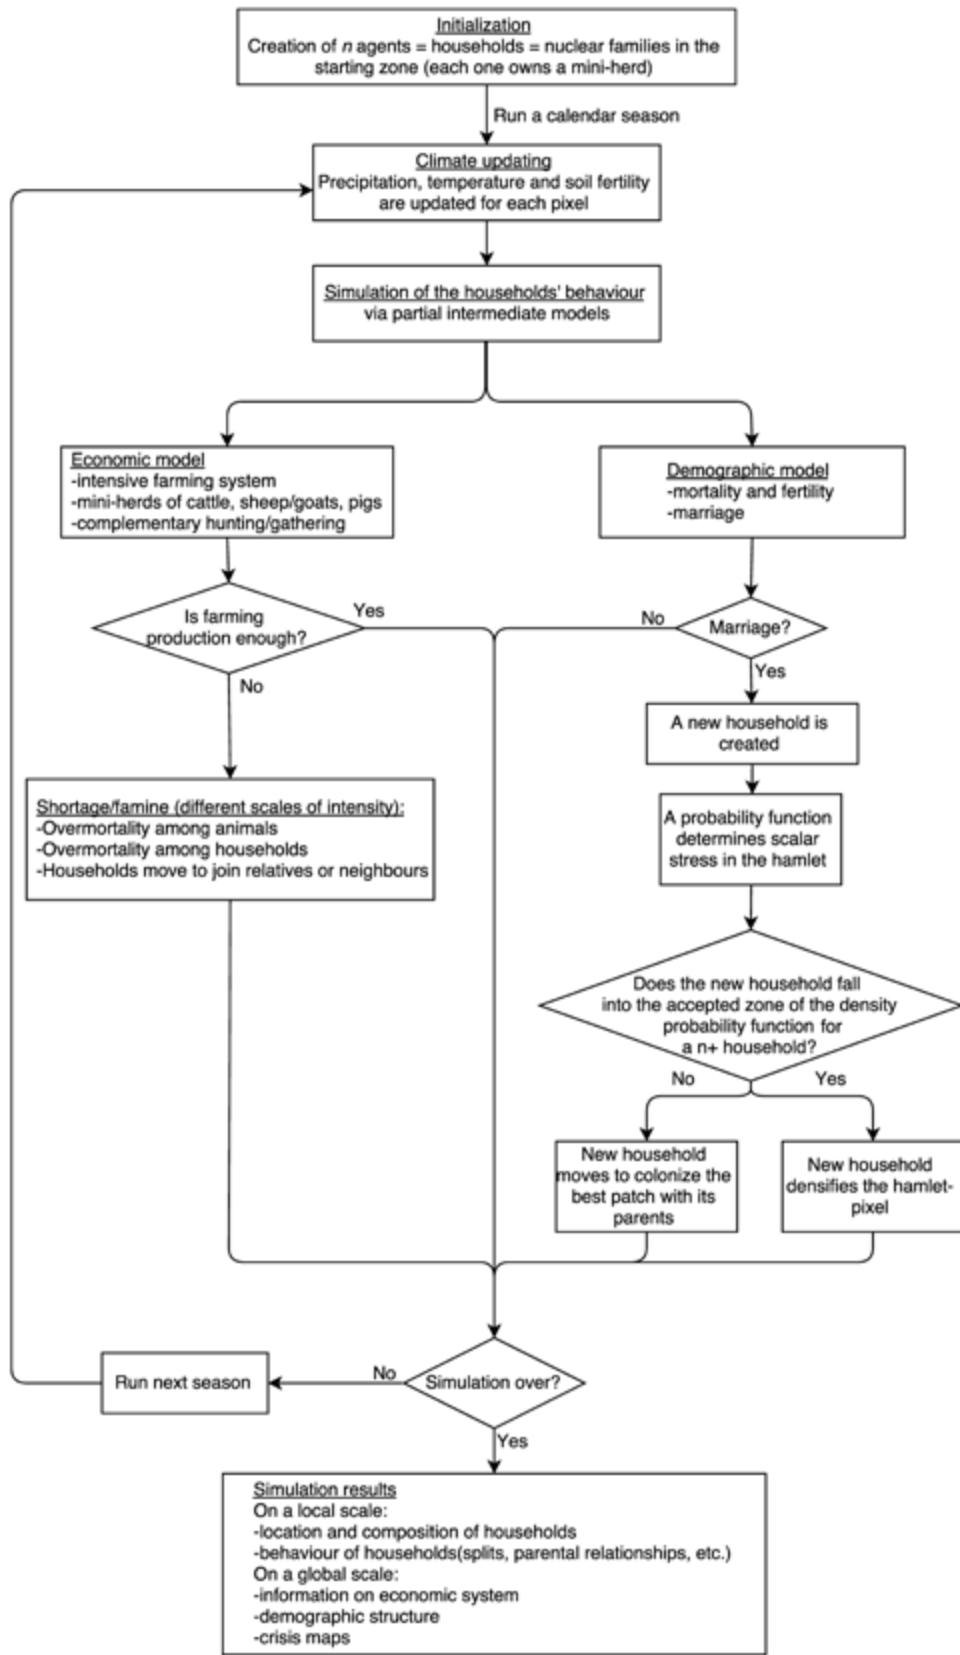 Initialization
Creation of n agents = households = nuclear families in the
starting zone (each one owns a mini-herd)
Run a calendar season
Climate updating
Precipitation, temperature and soil fertility
are updated for each pixel
Simulation of the households' behaviour
via partial intermediate models
Economic model
-intensive farming system
-mini-herds of cattle, sheep/goats, pigs
-complementary hunting/gathering
Demographic model
-mortality and fertility
-marriage
Is farming
production enough?
Yes
No
No
Marriage?
Yes
A new household is
created
Shortage/famine (different scales of intensity):
-Overmortality among animals
-Overmortality among households
-Households move to join relatives or neighbours
A probability function
determines scalar
stress in the hamlet
Does the new household fall
into the accepted zone of the density
probability function for
a n+ household?
No
Yes
New household
moves to colonize the
best patch with its
parents
New household
densifies the hamlet-
pixel
Simulation over?
No
Run next season
Yes
Simulation results
On a local scale:
-location and composition of households
-behaviour of households(splits, parental relationships, etc.)
On a global scale:
-information on economic system
-demographic structure
-crisis maps